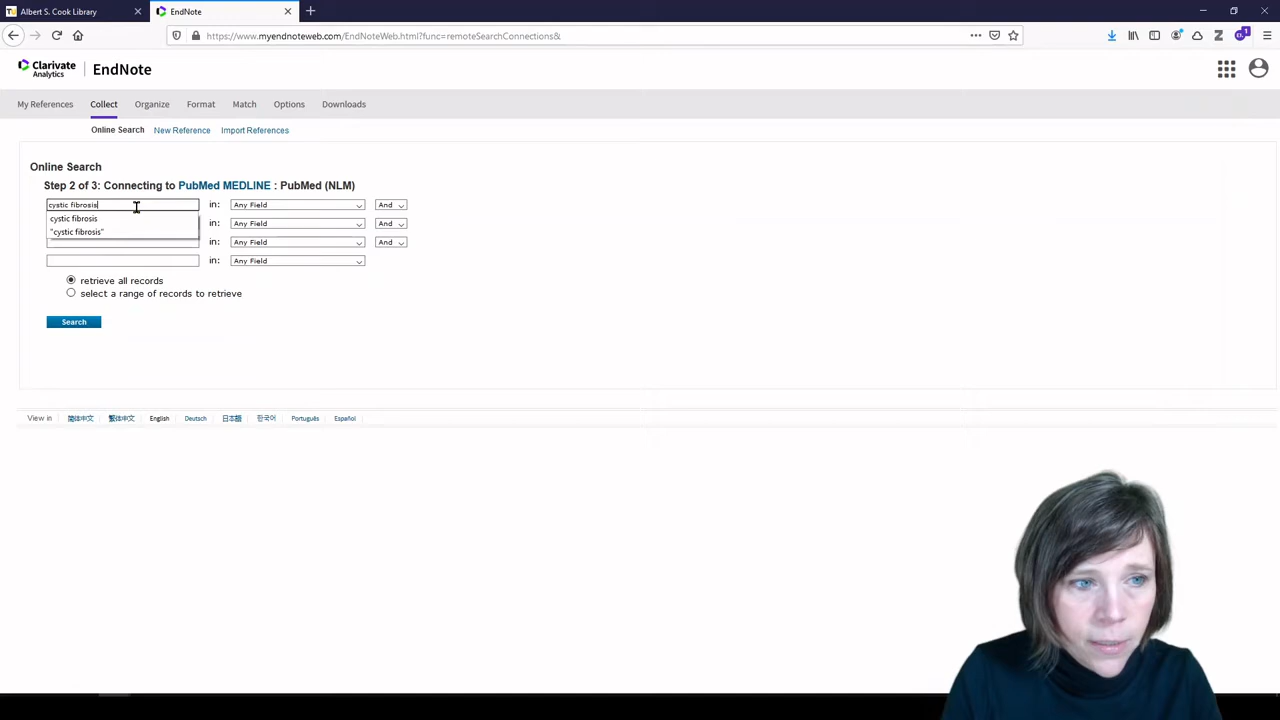 Albert S. Cook Library
EndNote
https://www.myendnoteweb.com/EndNoteWeb.html?func=remoteSearchConnections&
Clarivate
Analytics
EndNote
My References Collect Organize Format Match Options Downloads
Online Search New Reference Import References
Online Search
Step 2 of 3: Connecting to PubMed MEDLINE : PubMed (NLM)
cystic fibrosis in: Any Field And
cystic fibrosis in: Any Field And
"cystic fibrosis" in: Any Field And
in: Any Field
retrieve all records
select a range of records to retrieve
Search
View in 简体中文 繁體中文 English Deutsch 日本語 한국어 Português Español